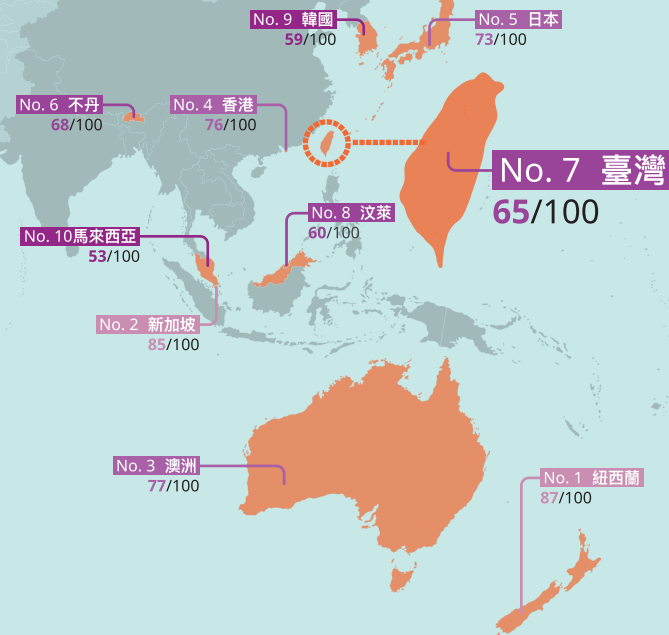 No. 9 韓國
59/100
No. 5 日本
73/100
No. 6 不丹
68/100
No. 4 香港
76/100
No. 7 臺灣
65/100
No. 8 汶萊
60/100
No. 10馬來西亞
53/100
No. 2 新加坡
85/100
No. 3 澳洲
77/100
No. 1 紐西蘭
87/100